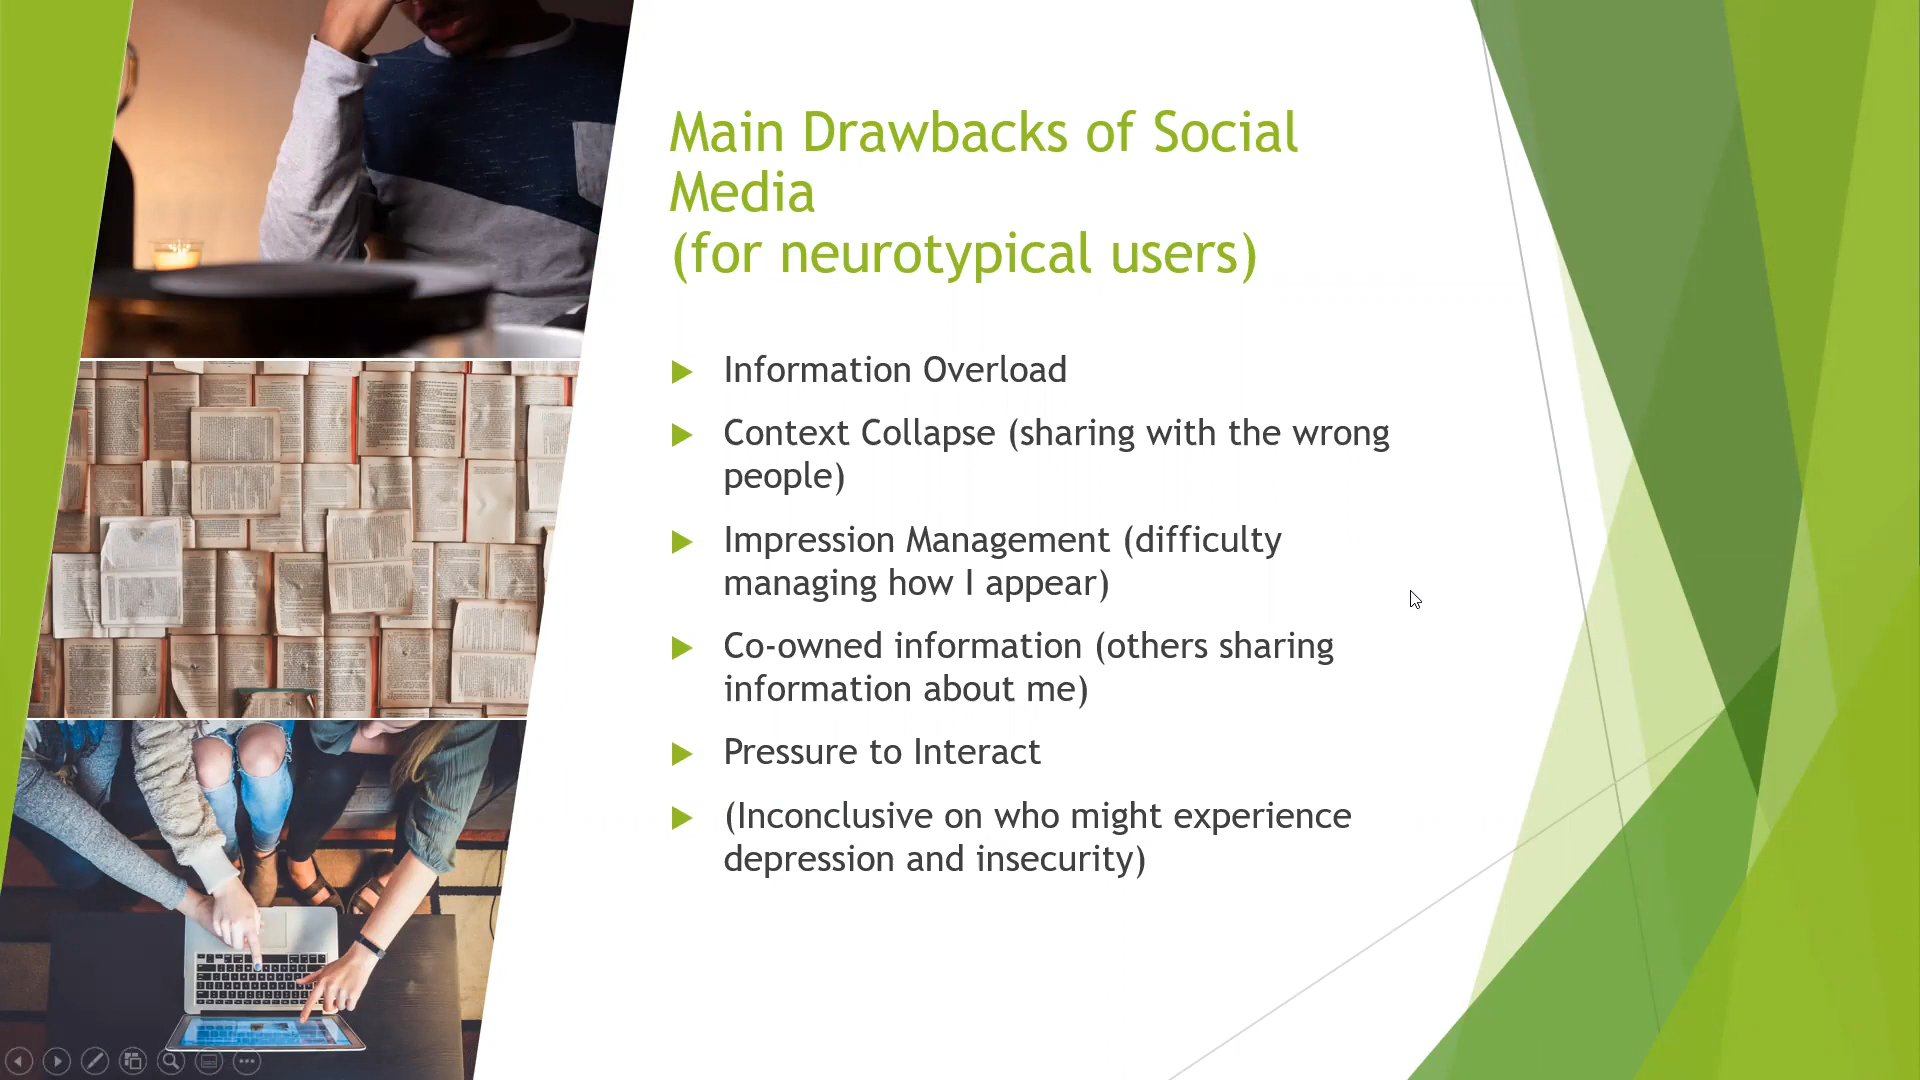 Main Drawbacks of Social
Media
(for neurotypical users)
Information Overload
Context Collapse (sharing with the wrong
people)
Impression Management (difficulty
managing how I appear)
Co-owned information (others sharing
information about me)
Pressure to Interact
(Inconclusive on who might experience
depression and insecurity)